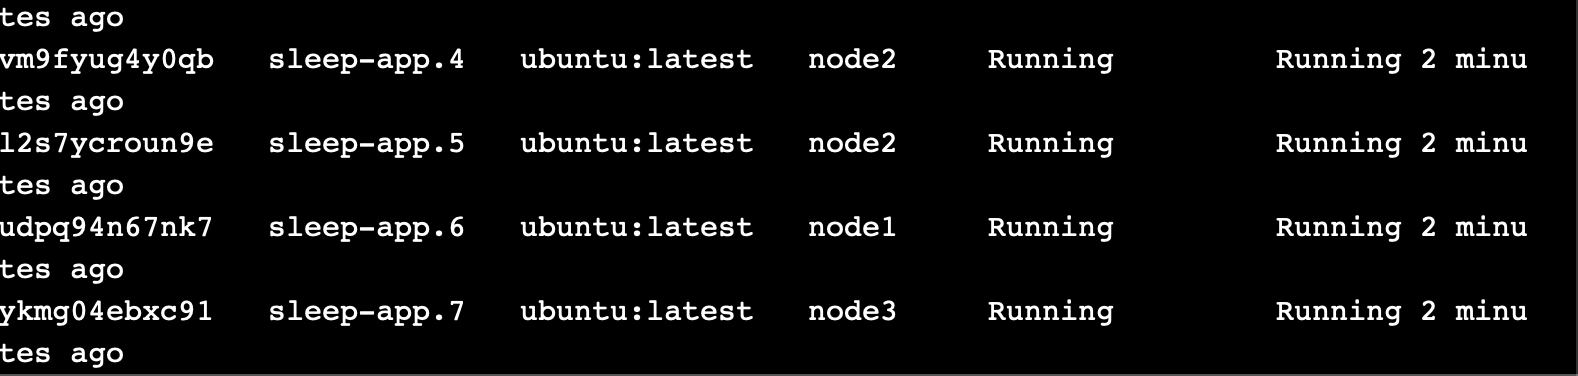 tes ago
vm9fyug4y0qb   sleep-app.4   ubuntu:latest   node2     Running         Running 2 minu
tes ago
l2s7ycroun9e   sleep-app.5   ubuntu:latest   node2     Running         Running 2 minu
tes ago
udpq94n67nk7   sleep-app.6   ubuntu:latest   node1     Running         Running 2 minu
tes ago
ykmg04ebxc91   sleep-app.7   ubuntu:latest   node3     Running         Running 2 minu
tes ago